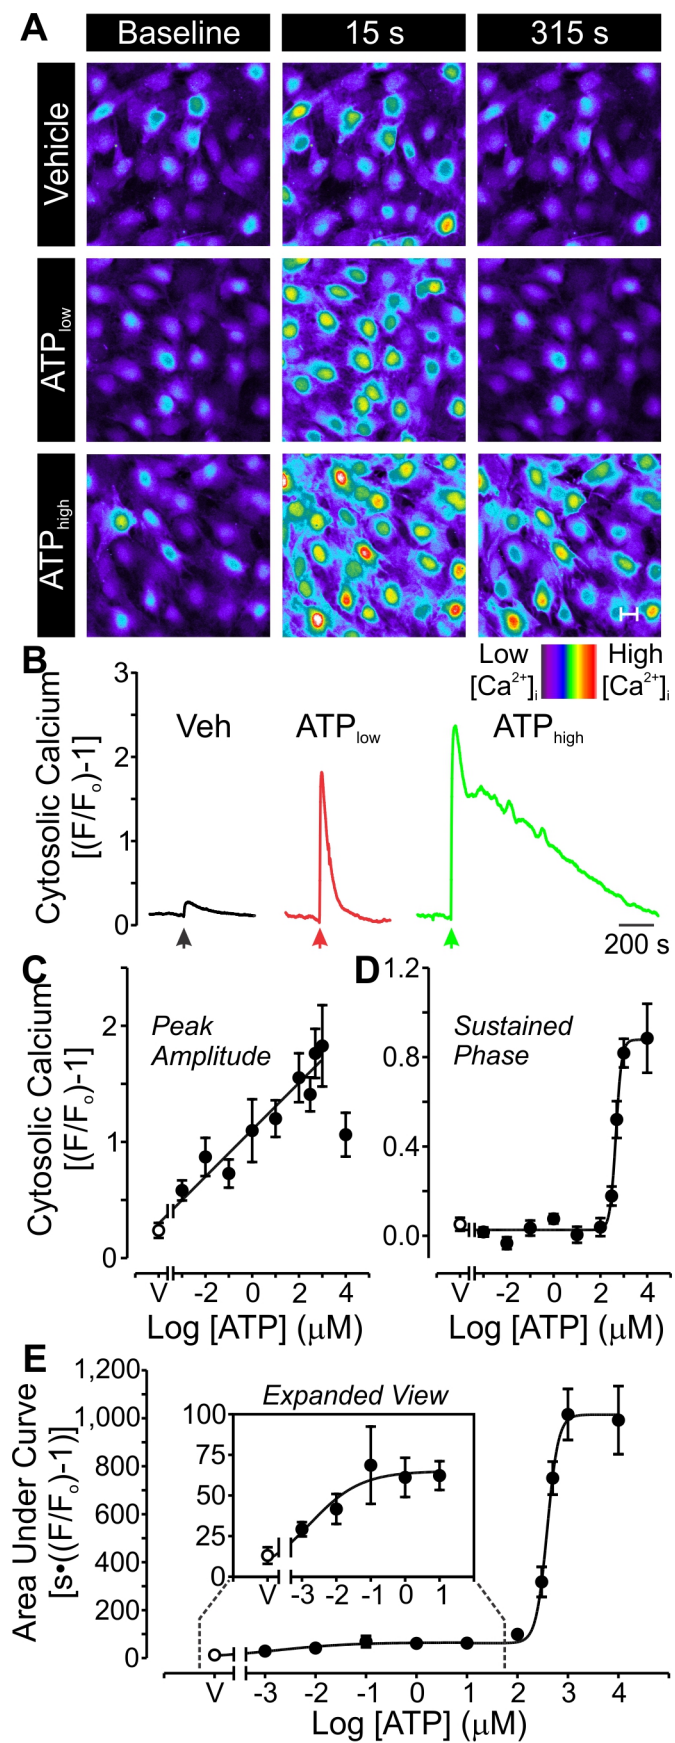 A
Baseline 15 s 315 s
Vehicle
ATPlow
ATPhigh
Low High
[Ca2+]i [Ca2+]i
B
Cytosolic Calcium
[(F/Fo)-1]
3
2
1
0
Veh ATPlow ATPhigh
200 s
C
Cytosolic Calcium
[(F/Fo)-1]
2
1
0
Peak
Amplitude
V -2 0 2 4
Log [ATP] (μM)
D
1.2
0.8
0.4
0.0
Sustained
Phase
V -2 0 2 4
Log [ATP] (μM)
E
Area Under Curve
[s•((F/Fo)-1)]
1,200
1,000
800
600
400
200
0
Expanded View
100
75
50
25
0
V -3 -2 -1 0 1
V -3 -2 -1 0 1 2 3 4
Log [ATP] (μM)